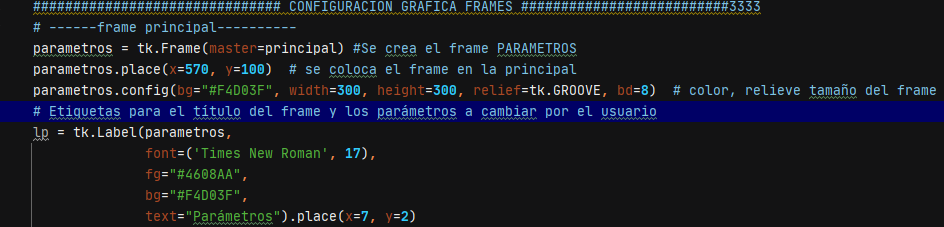 ############################### CONFIGURACION GRAFICA FRAMES ##########################3333
# ------frame principal----------
parametros = tk.Frame(master=principal) #Se crea el frame PARAMETROS
parametros.place(x=570, y=100)  # se coloca el frame en la principal
parametros.config(bg="#F4D03F", width=300, height=300, relief=tk.GROOVE, bd=8)  # color, relieve tamaño del frame
# Etiquetas para el título del frame y los parámetros a cambiar por el usuario
lp = tk.Label(parametros,
              font=('Times New Roman', 17),
              fg="#4608AA",
              bg="#F4D03F",
              text="Parámetros").place(x=7, y=2)